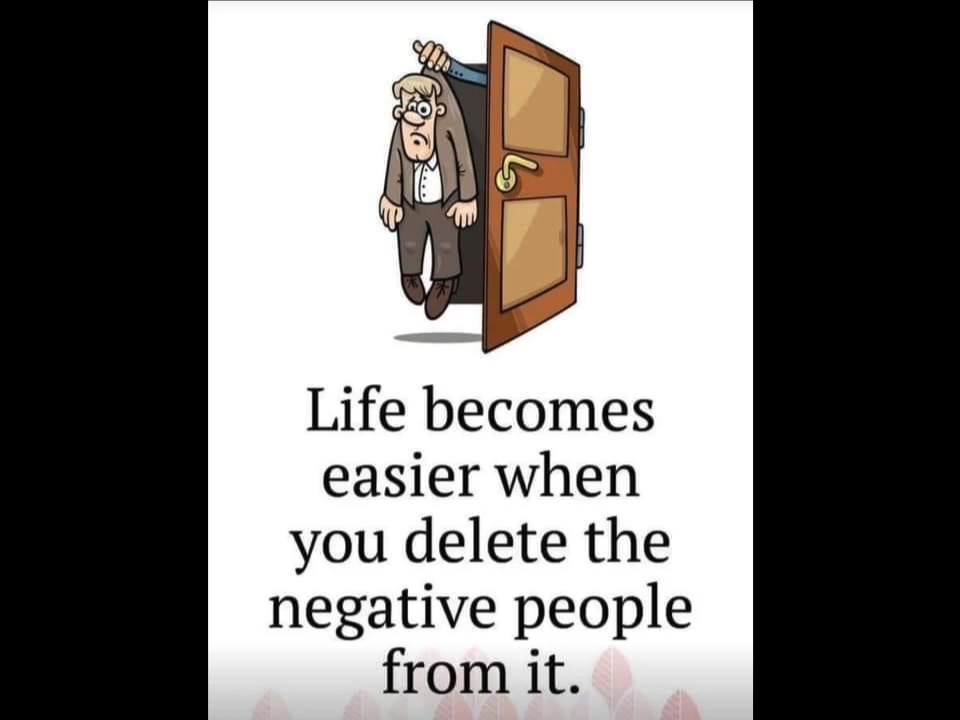 Life becomes
easier when
you delete the
negative people
from it.